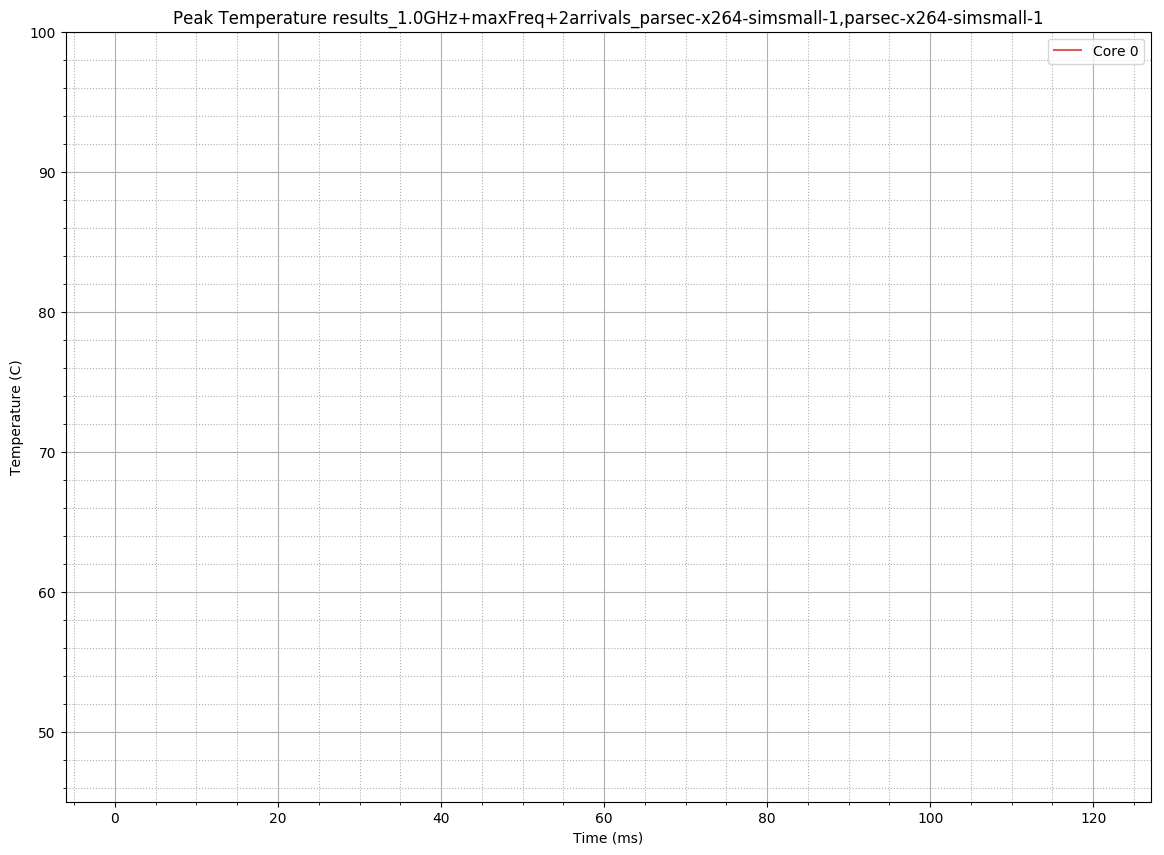 Peak Temperature results_1.0GHz+maxFreq+2arrivals_parsec-x264-simsmall-1,parsec-x264-simsmall-1
Core 0
100
90
80
70
60
50
Temperature (C)
0 20 40 60 80 100 120
Time (ms)